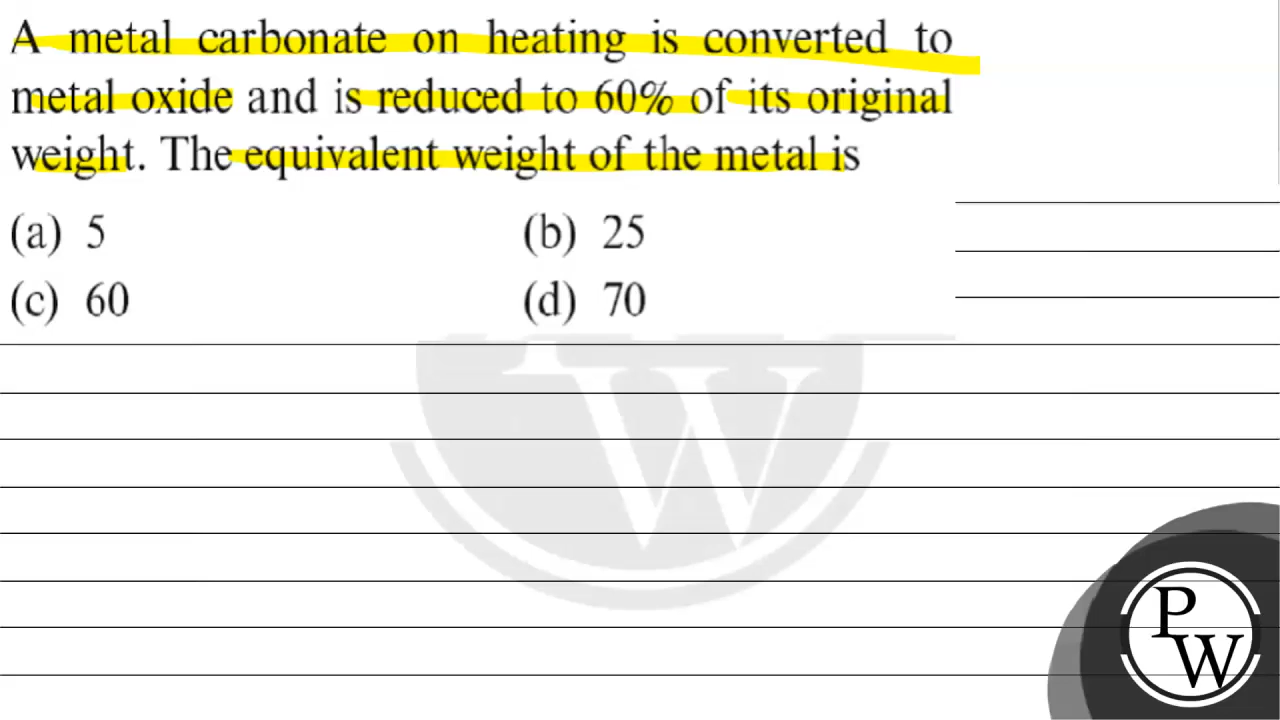 A metal carbonate on heating is converted to
metal oxide and is reduced to 60% of its original
weight. The equivalent weight of the metal is
(a) 5 (b) 25
(c) 60 (d) 70
W
P
W